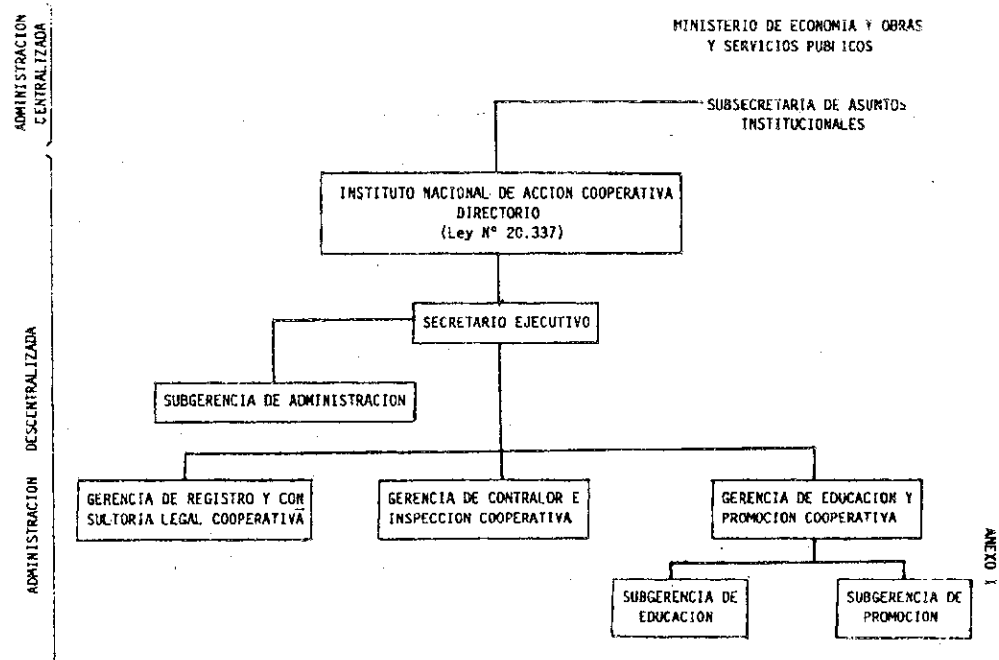 ADMINISTRACION
CENTRALIZADA
MINISTERIO DE ECONOMIA Y OBRAS
Y SERVICIOS PUBLICOS
SUBSECRETARIA DE ASUNTOS
INSTITUCIONALES
INSTITUTO NACIONAL DE ACCION COOPERATIVA
DIRECTORIO
(Ley Nº 20.337)
ADMINISTRACION DESCENTRALIZADA
SECRETARIO EJECUTIVO
SUBGERENCIA DE ADMINISTRACION
GERENCIA DE REGISTRO Y CON
SULTORIA LEGAL COOPERATIVA
GERENCIA DE CONTRALOR E
INSPECCION COOPERATIVA
GERENCIA DE EDUCACION Y
PROMOCION COOPERATIVA
SUBGERENCIA DE
EDUCACION
SUBGERENCIA DE
PROMOCION
ANEXO